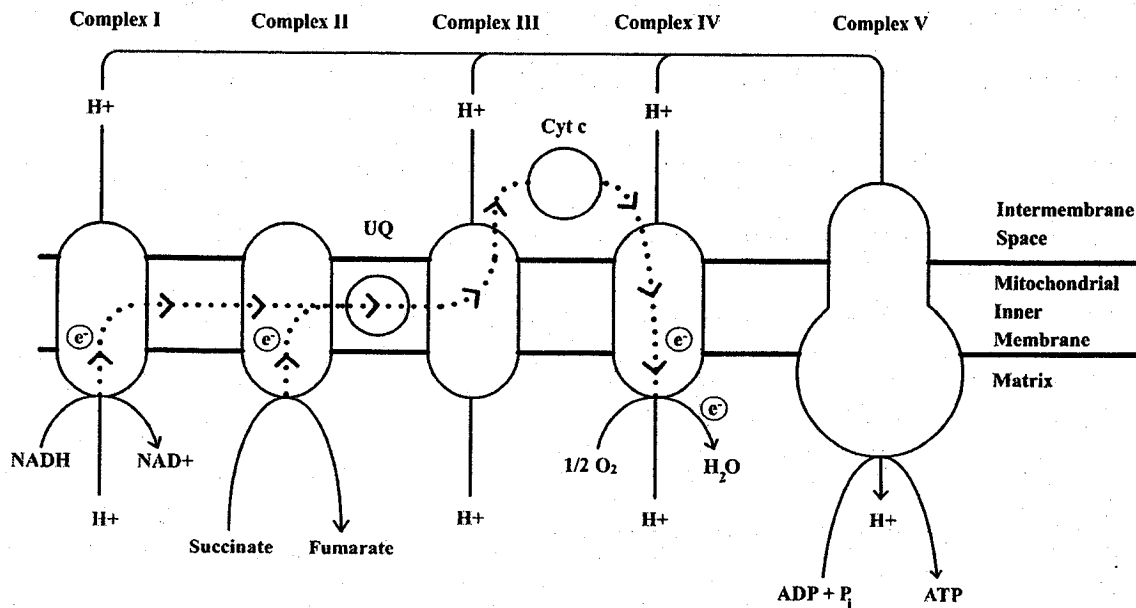 Complex I
Complex II
Complex III
Complex IV
Complex V
H+
H+
H+
Cyt c
UQ
Intermembrane
Space
Mitochondrial
Inner
Membrane
Matrix
e-
e-
e-
e-
NADH
NAD+
1/2 O₂
H₂O
H+
H+
H+
H+
Succinate
Fumarate
ADP + Pi
ATP